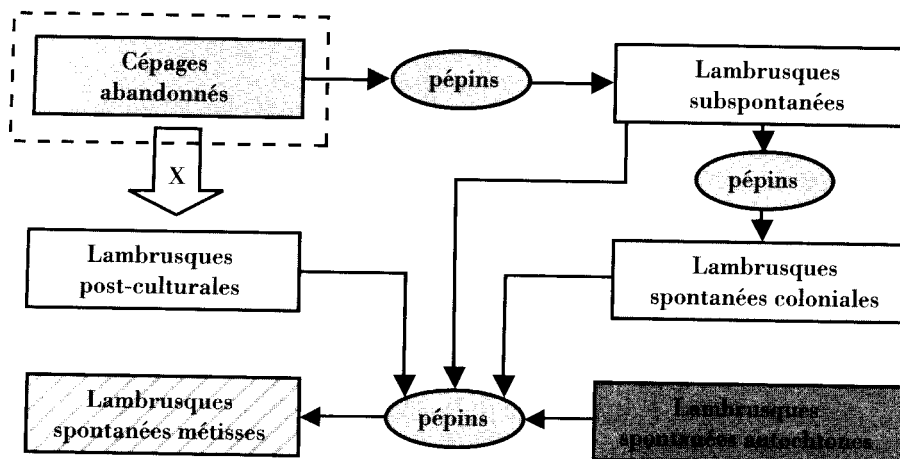 Cépages
abandonnés
pépins
Lambrusques
subspontanées
X
pépins
Lambrusques
post-culturales
Lambrusques
spontanées coloniales
Lambrusques
spontanées métisses
pépins
Lambrusques
spontanées autochtones